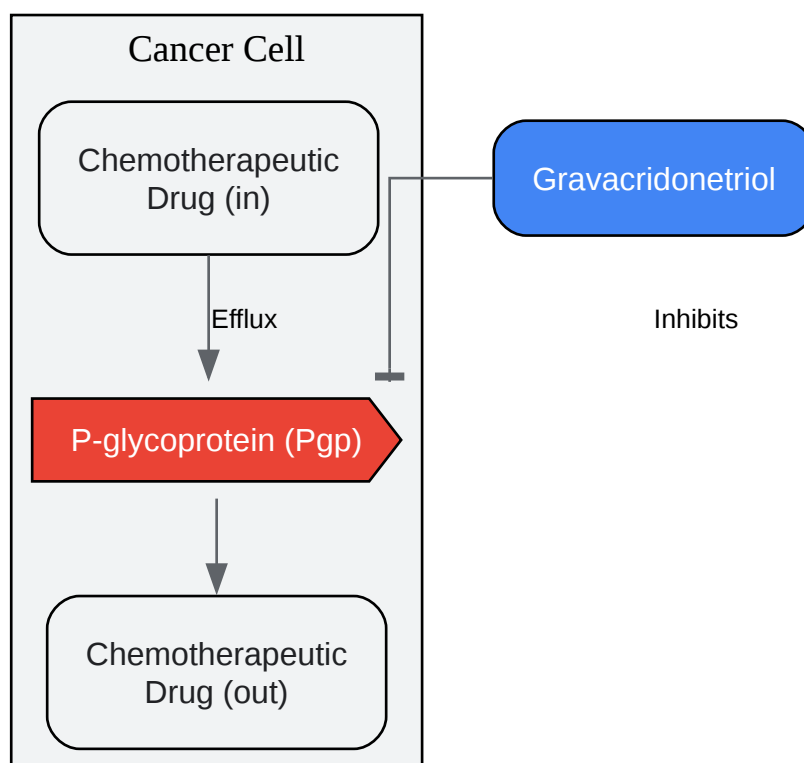 Cancer Cell
Chemotherapeutic
Drug (in)
Gravacridonetriol
Efflux
Inhibits
P-glycoprotein (Pgp)
Chemotherapeutic
Drug (out)